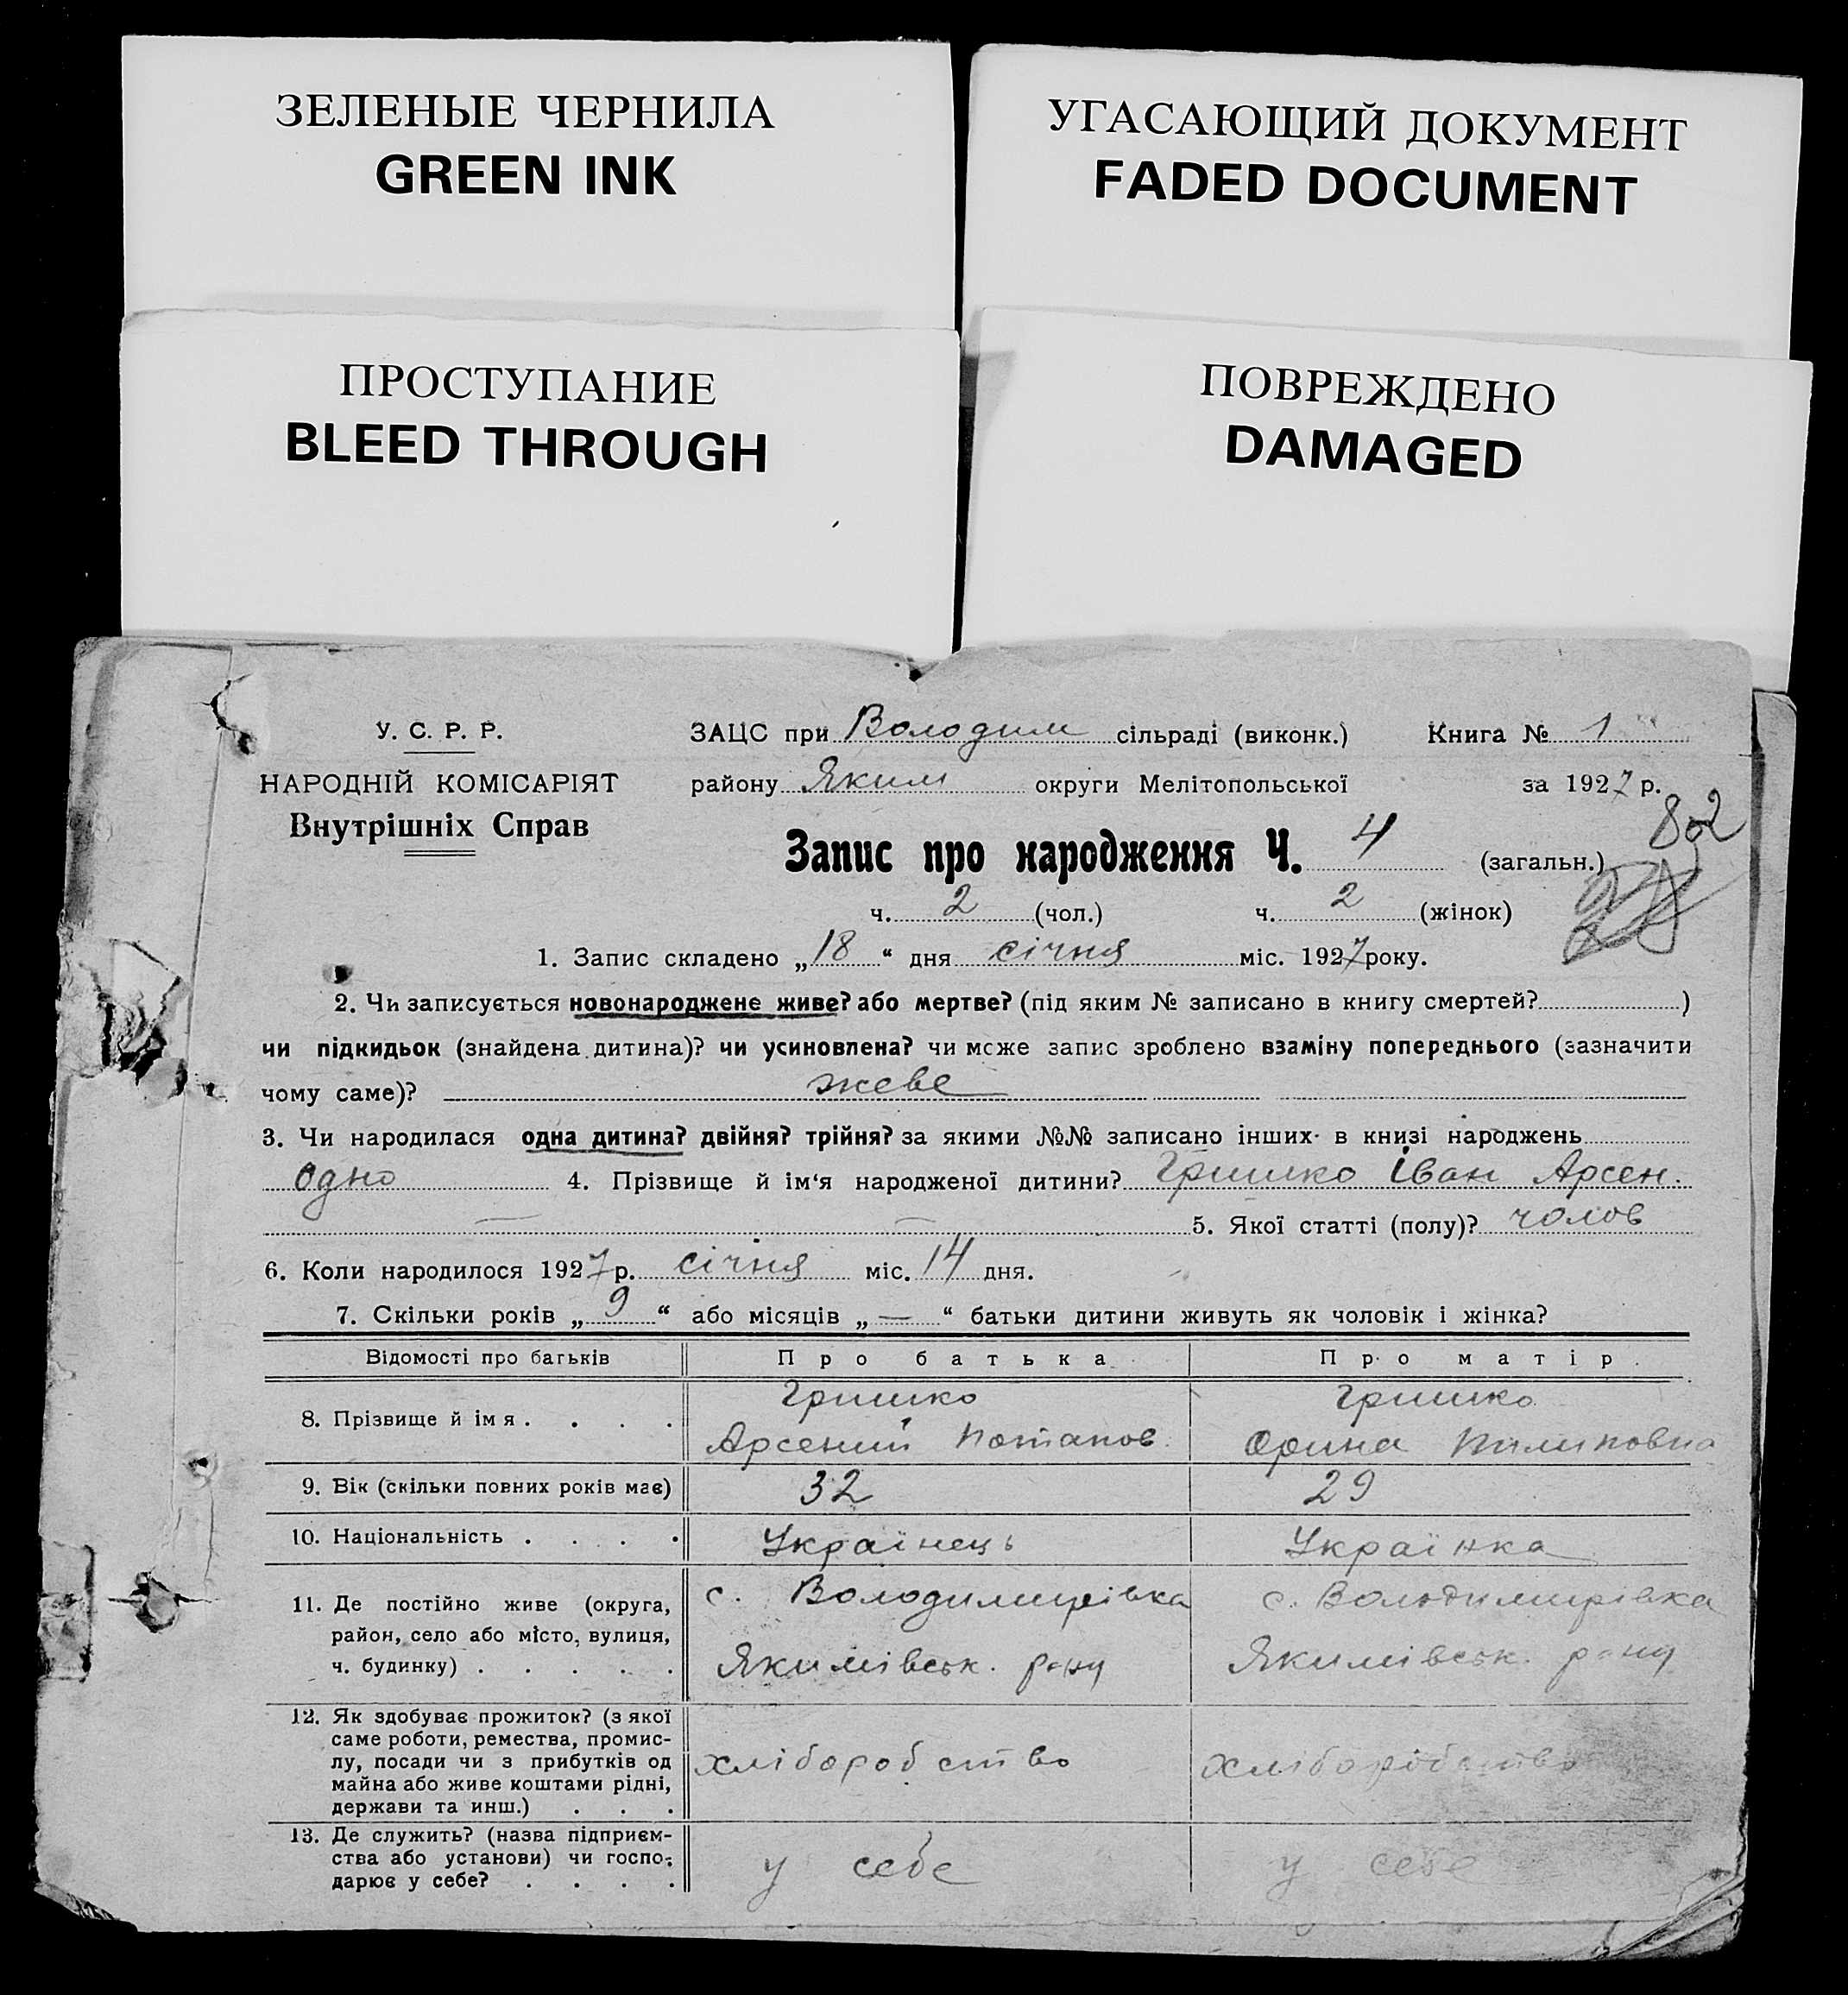 ЗЕЛЕНЫЕ ЧЕРНИЛА
GREEN INK
УГАСАЮЩИЙ ДОКУМЕНТ
FADED DOCUMENT
ПРОСТУПАНИЕ
BLEED THROUGH
ПОВРЕЖДЕНО
DAMAGED
У. С. Р. Р.
НАРОДНІЙ КОМІСАРІЯТ
Внутрішніх Справ
ЗАЦС при Володим сільраді (виконк.) Книга № 1
району Яким округи Мелітопольської за 1927 р.
802
Запис про народження Ч. 4 (загальн.)
ч. 2 (чол.) ч. 2 (жінок)
1. Запис складено „18“ дня січня міс. 1927 року.
2. Чи записується новонароджене живе? або мертве? (під яким № записано в книгу смертей? )
чи підкидьок (знайдена дитина)? чи усиновлена? чи може запис зроблено взаміну попереднього (зазначити
чому саме)? жеве
3. Чи народилася одна дитина? двійня? трійня? за якими №№ записано інших в книзі народжень
одно 4. Прізвище й ім‘я народженої дитини? Гришко Іван Арсен.
— — 5. Якої статті (полу)? чолов
6. Коли народилося 1927 р. січня міс. 14 дня.
7. Скільки років „9“ або місяців „—“ батьки дитини живуть як чоловік і жінка?
Відомості про батьків Про батька Про матір
8. Прізвище й імя . . . . Гришко Арсений Потапов. Гришко Орина Пилиповна
9. Вік (скільки повних років має) 32 29
10. Національність . . . . Українець Українка
11. Де постійно живе (округа,
район, село або місто, вулиця,
ч. будинку) . . . . .
с. Володимирівка
Якимівськ. р-ну
с. Володимирівка
Якимівськ. р-ну
12. Як здобуває прожиток? (з якої
саме роботи, ремества, промис-
лу, посади чи з прибутків од
майна або живе коштами рідні,
держави та инш.) . . .
хліборобство хліборобство
13. Де служить? (назва підприєм-
ства або установи) чи госпо-
дарює у себе? . . . .
у себе у себе